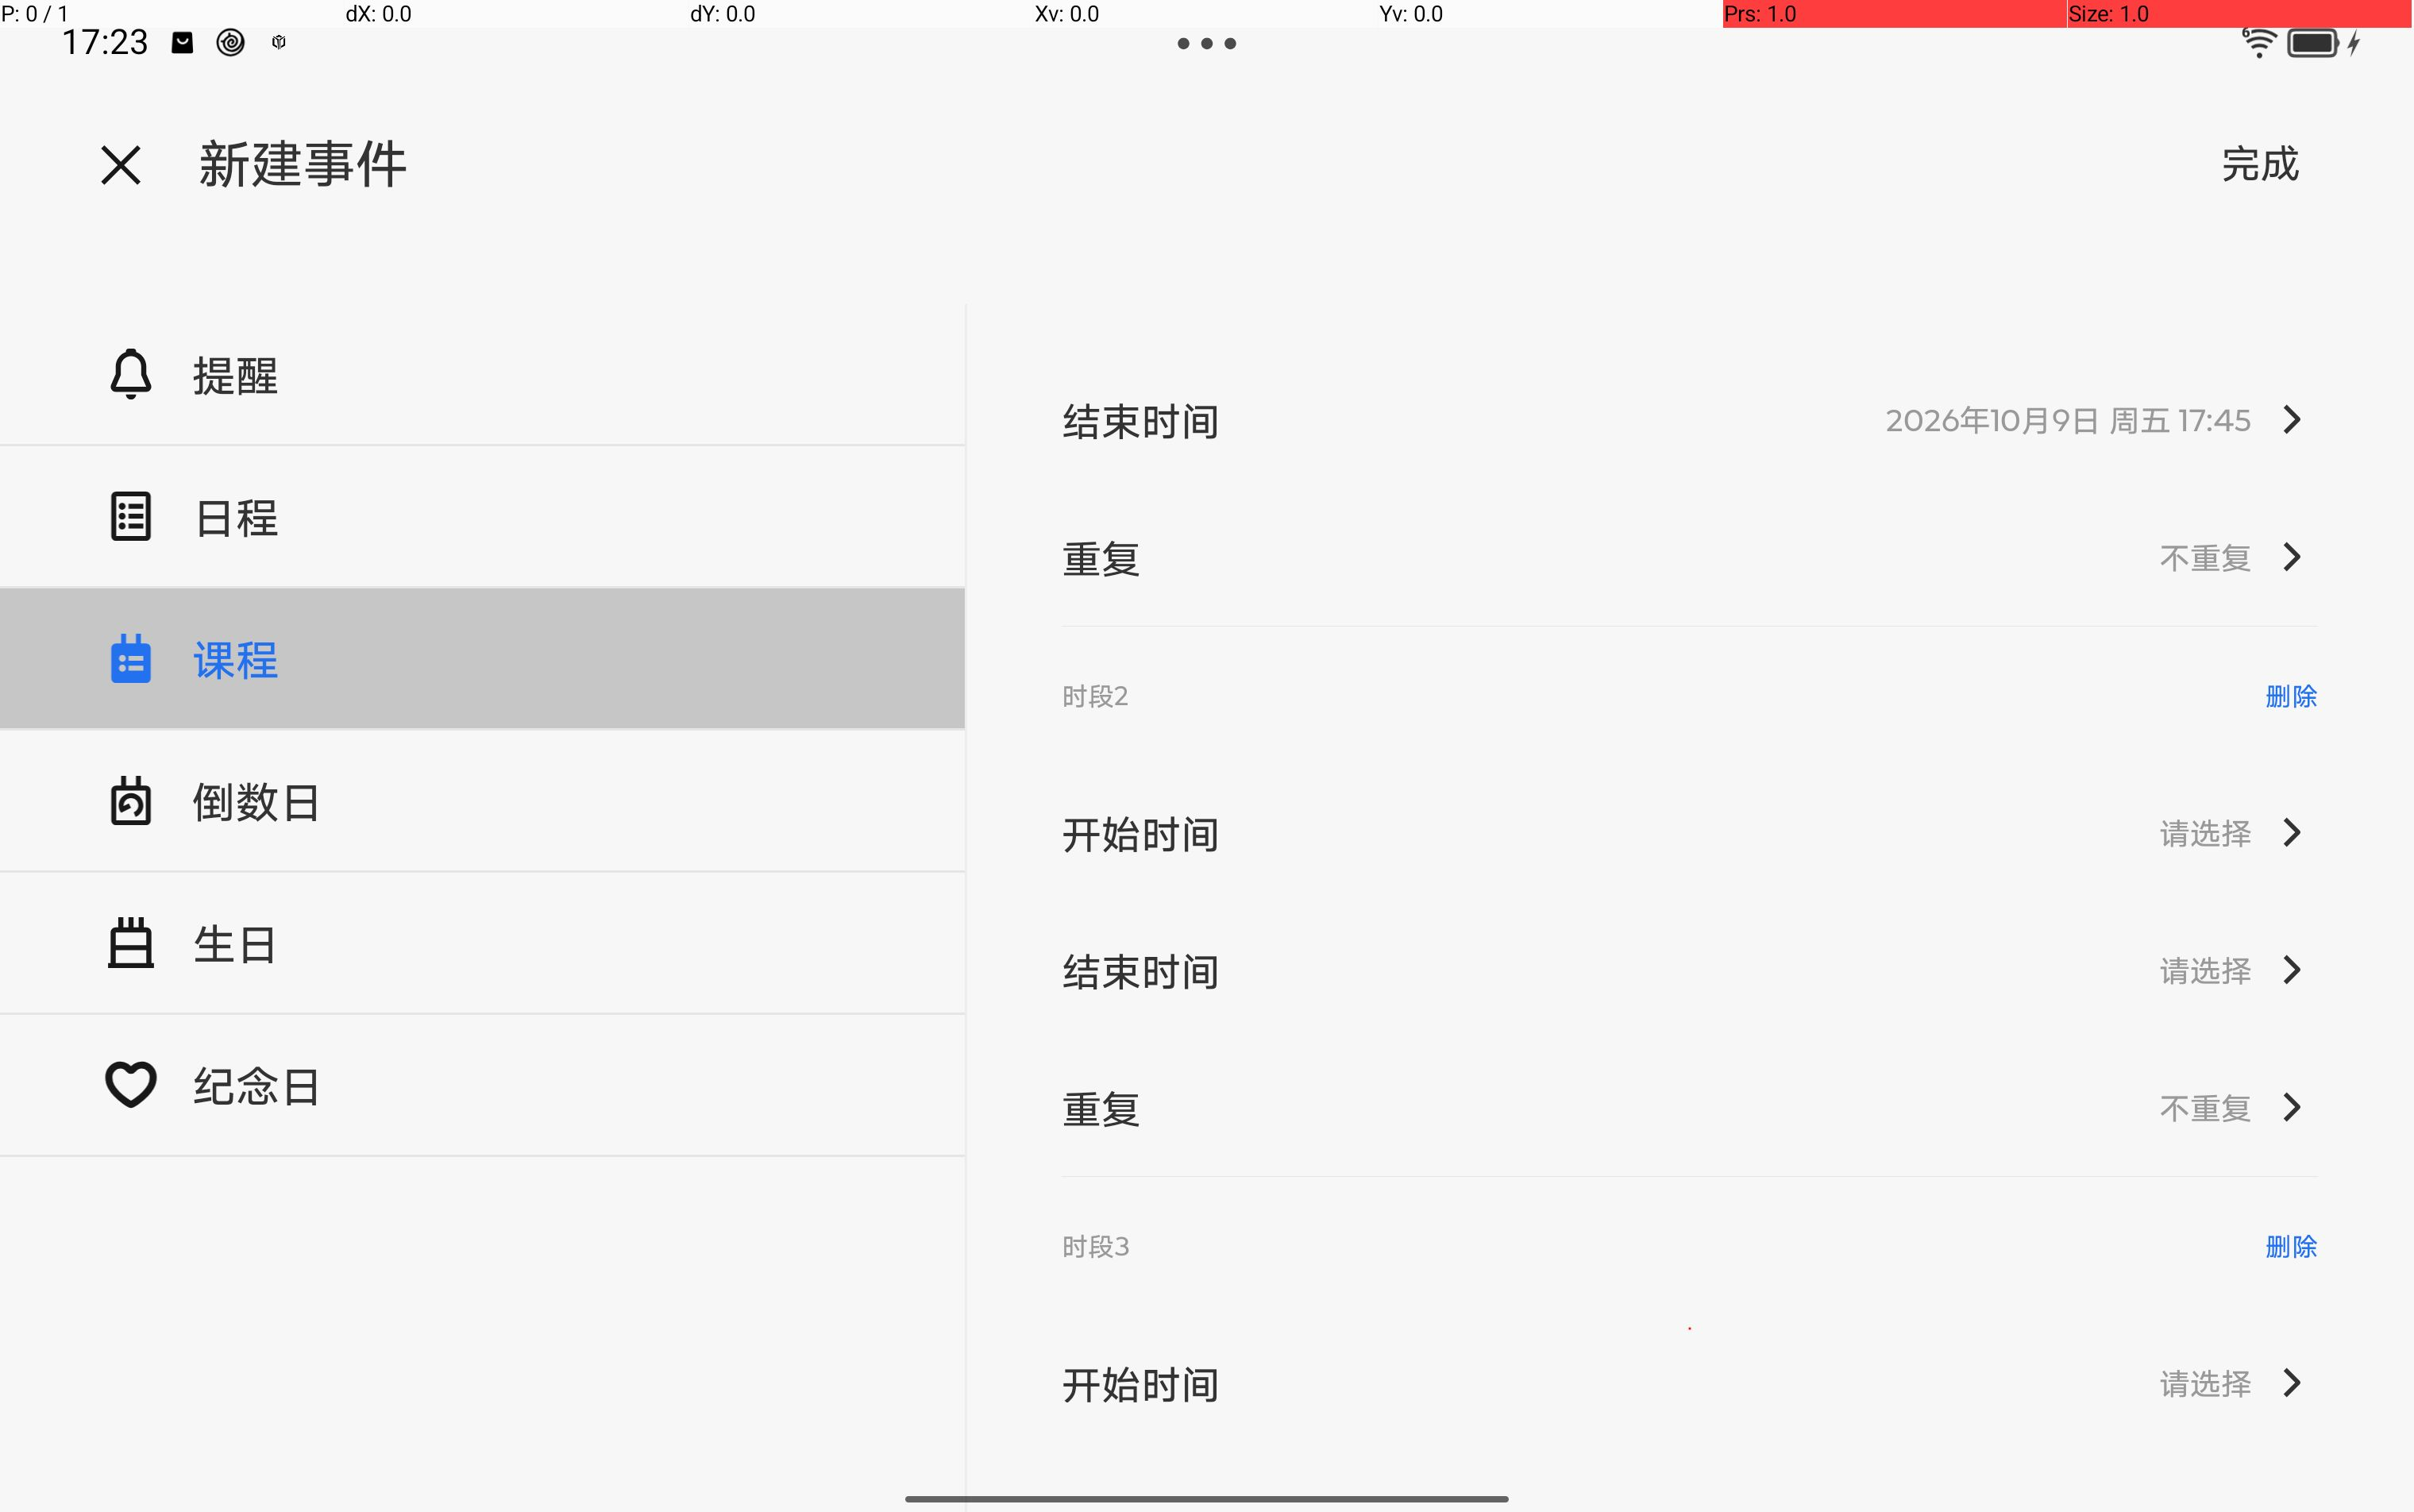 P: 0 / 1 dX: 0.0 dY: 0.0 Xv: 0.0 Yv: 0.0 Prs: 1.0 Size: 1.0
17:23
6
新建事件
完成
提醒
日程
课程
倒数日
生日
纪念日
结束时间 2026年10月9日 周五 17:45
重复 不重复
时段2 删除
开始时间 请选择
结束时间 请选择
重复 不重复
时段3 删除
开始时间 请选择